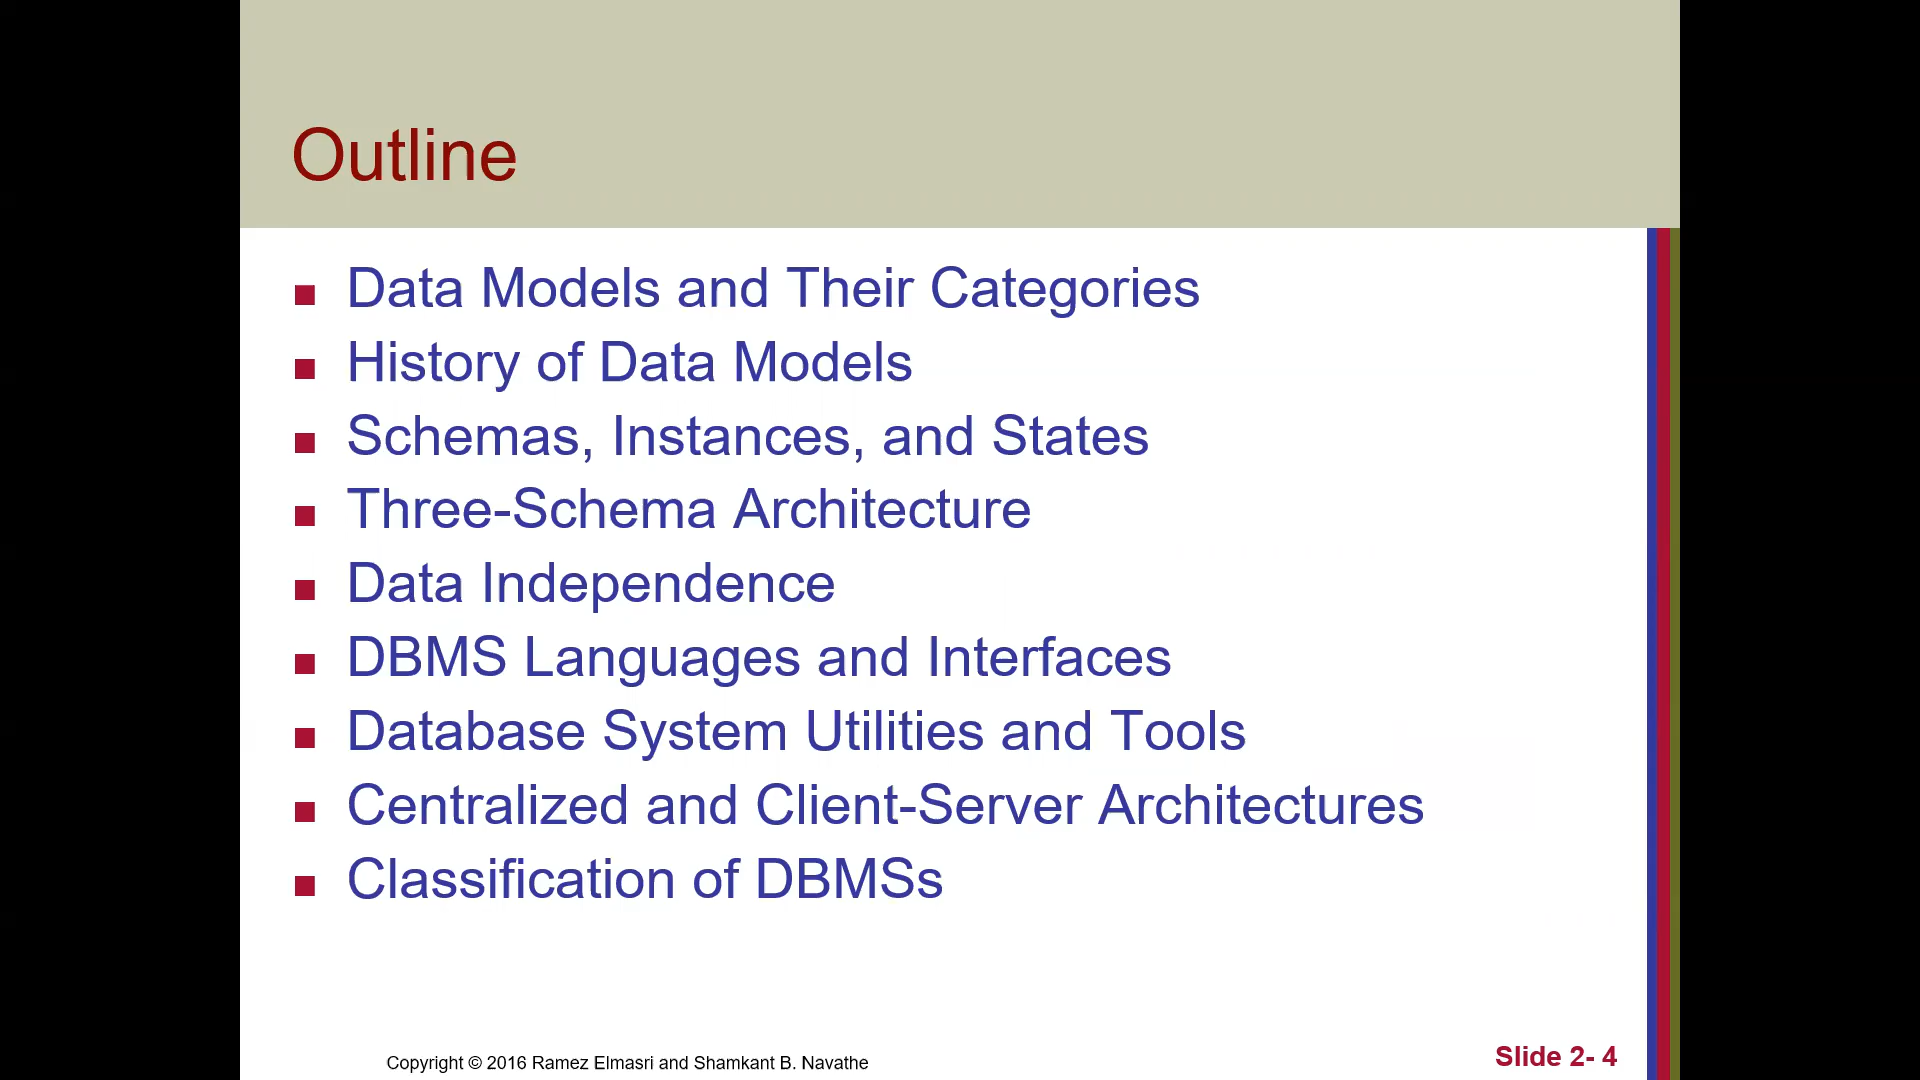 Outline
Data Models and Their Categories
History of Data Models
Schemas, Instances, and States
Three-Schema Architecture
Data Independence
DBMS Languages and Interfaces
Database System Utilities and Tools
Centralized and Client-Server Architectures
Classification of DBMSs
Copyright © 2016 Ramez Elmasri and Shamkant B. Navathe
Slide 2- 4